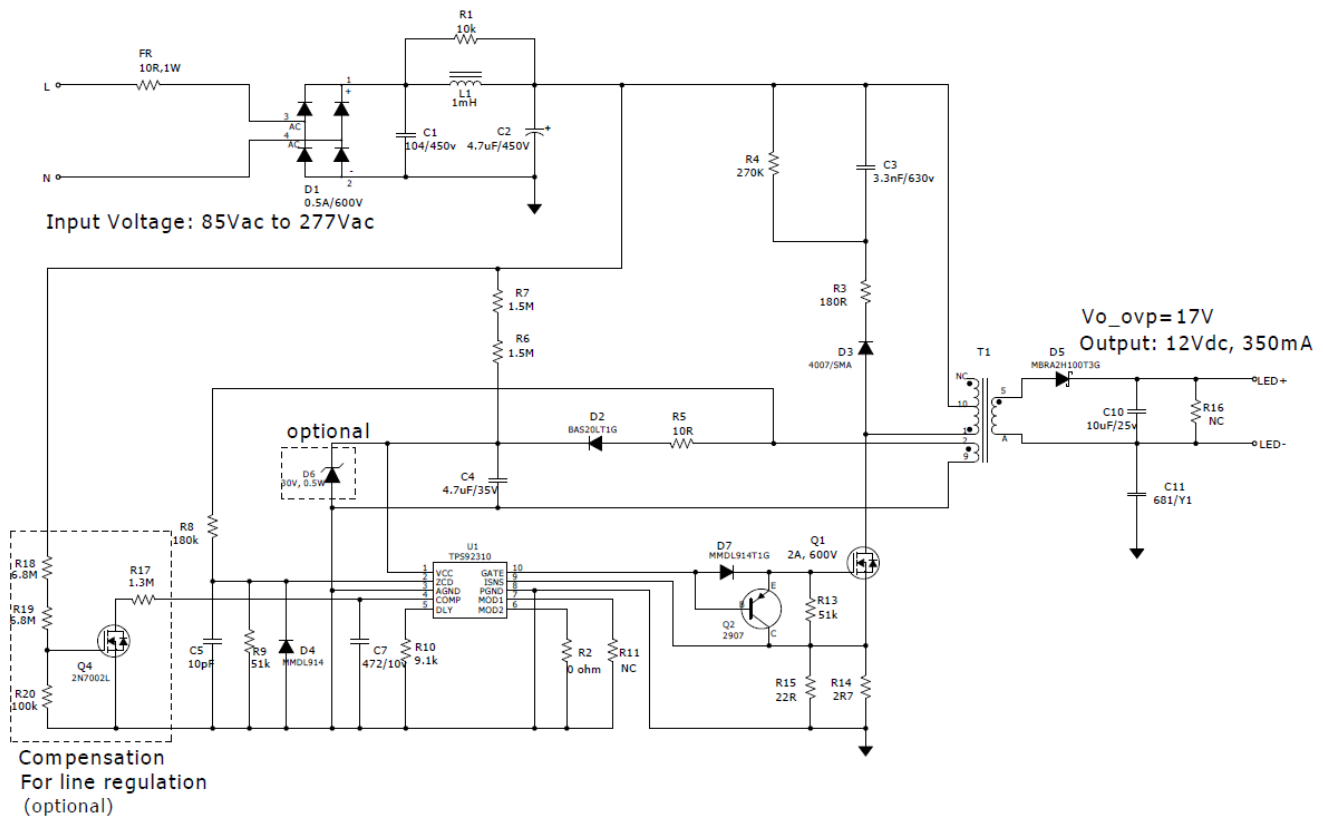 R1
10k
FR
10R,1W
L
1
+
L1
1mH
3
AC
4
AC
C1
104/450v
C2
4.7uF/450V
+
N
-
2
D1
0.5A/600V
R4
270K
C3
3.3nF/630v
Input Voltage: 85Vac to 277Vac
R7
1.5M
R3
180R
R6
1.5M
Vo_ovp=17V
Output: 12Vdc, 350mA
D3
4007/SMA
T1
D5
MBRA2H100T3G
NC
5
LED+
10
C10
10uF/25v
R16
NC
D2
BAS20LT1G
R5
10R
1
2
A
9
LED-
optional
D6
30V, 0.5W
C4
4.7uF/35V
C11
681/Y1
R8
180k
U1
TPS92310
D7
MMDL914T1G
Q1
2A, 600V
R18
6.8M
R17
1.3M
1 VCC GATE 10
2 ZCD ISNS 9
3 AGND PGND 8
4 COMP MOD1 7
5 DLY MOD2 6
E
B
C
Q2
2907
R13
51k
R19
6.8M
Q4
2N7002L
C5
10pF
R9
51k
D4
MMDL914
C7
472/10V
R10
9.1k
R2
0 ohm
R11
NC
R20
100k
R15
22R
R14
2R7
Compensation
For line regulation
(optional)